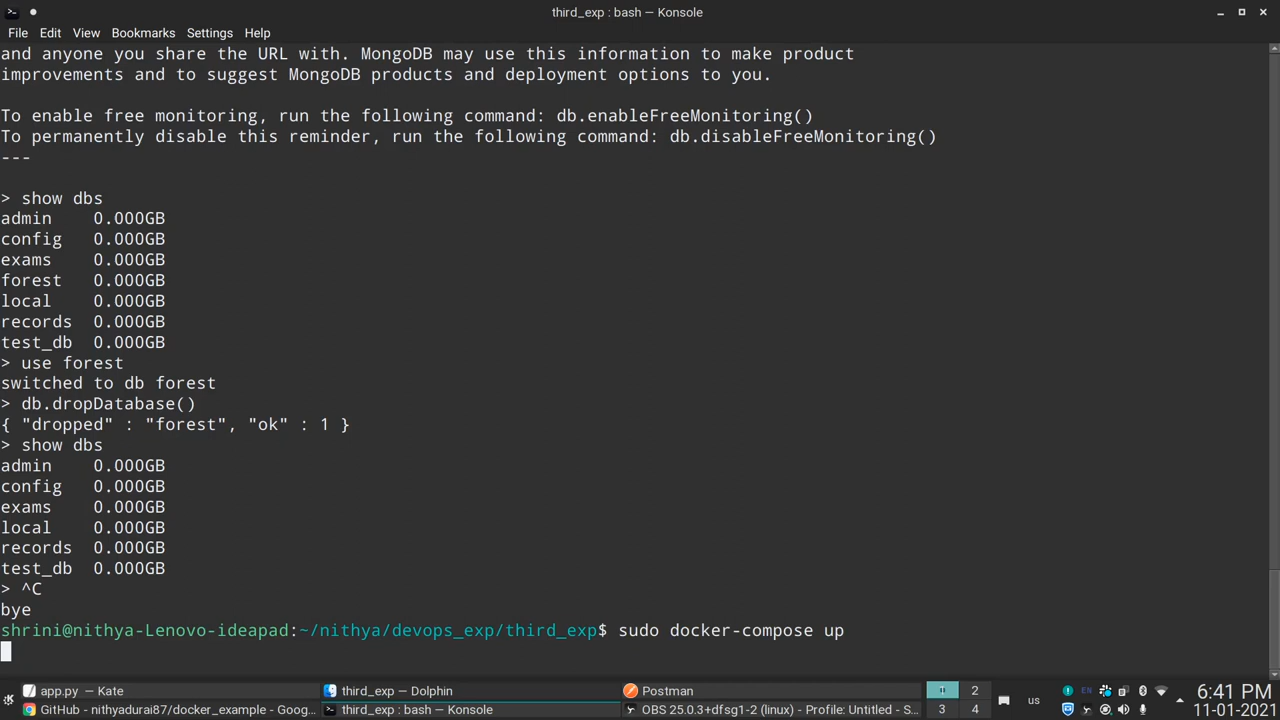 third_exp : bash — Konsole
File Edit View Bookmarks Settings Help
and anyone you share the URL with. MongoDB may use this information to make product
improvements and to suggest MongoDB products and deployment options to you.
To enable free monitoring, run the following command: db.enableFreeMonitoring()
To permanently disable this reminder, run the following command: db.disableFreeMonitoring()
---
> show dbs
admin 0.000GB
config 0.000GB
exams 0.000GB
forest 0.000GB
local 0.000GB
records 0.000GB
test_db 0.000GB
> use forest
switched to db forest
> db.dropDatabase()
{ "dropped" : "forest", "ok" : 1 }
> show dbs
admin 0.000GB
config 0.000GB
exams 0.000GB
local 0.000GB
records 0.000GB
test_db 0.000GB
> ^C
bye
shrini@nithya-Lenovo-ideapad:~/nithya/devops_exp/third_exp$ sudo docker-compose up
app.py — Kate
third_exp — Dolphin
Postman
GitHub - nithyadurai87/docker_example - Goog...
third_exp : bash — Konsole
OBS 25.0.3+dfsg1-2 (linux) - Profile: Untitled - S...
1 2
3 4
EN
us
6:41 PM
11-01-2021